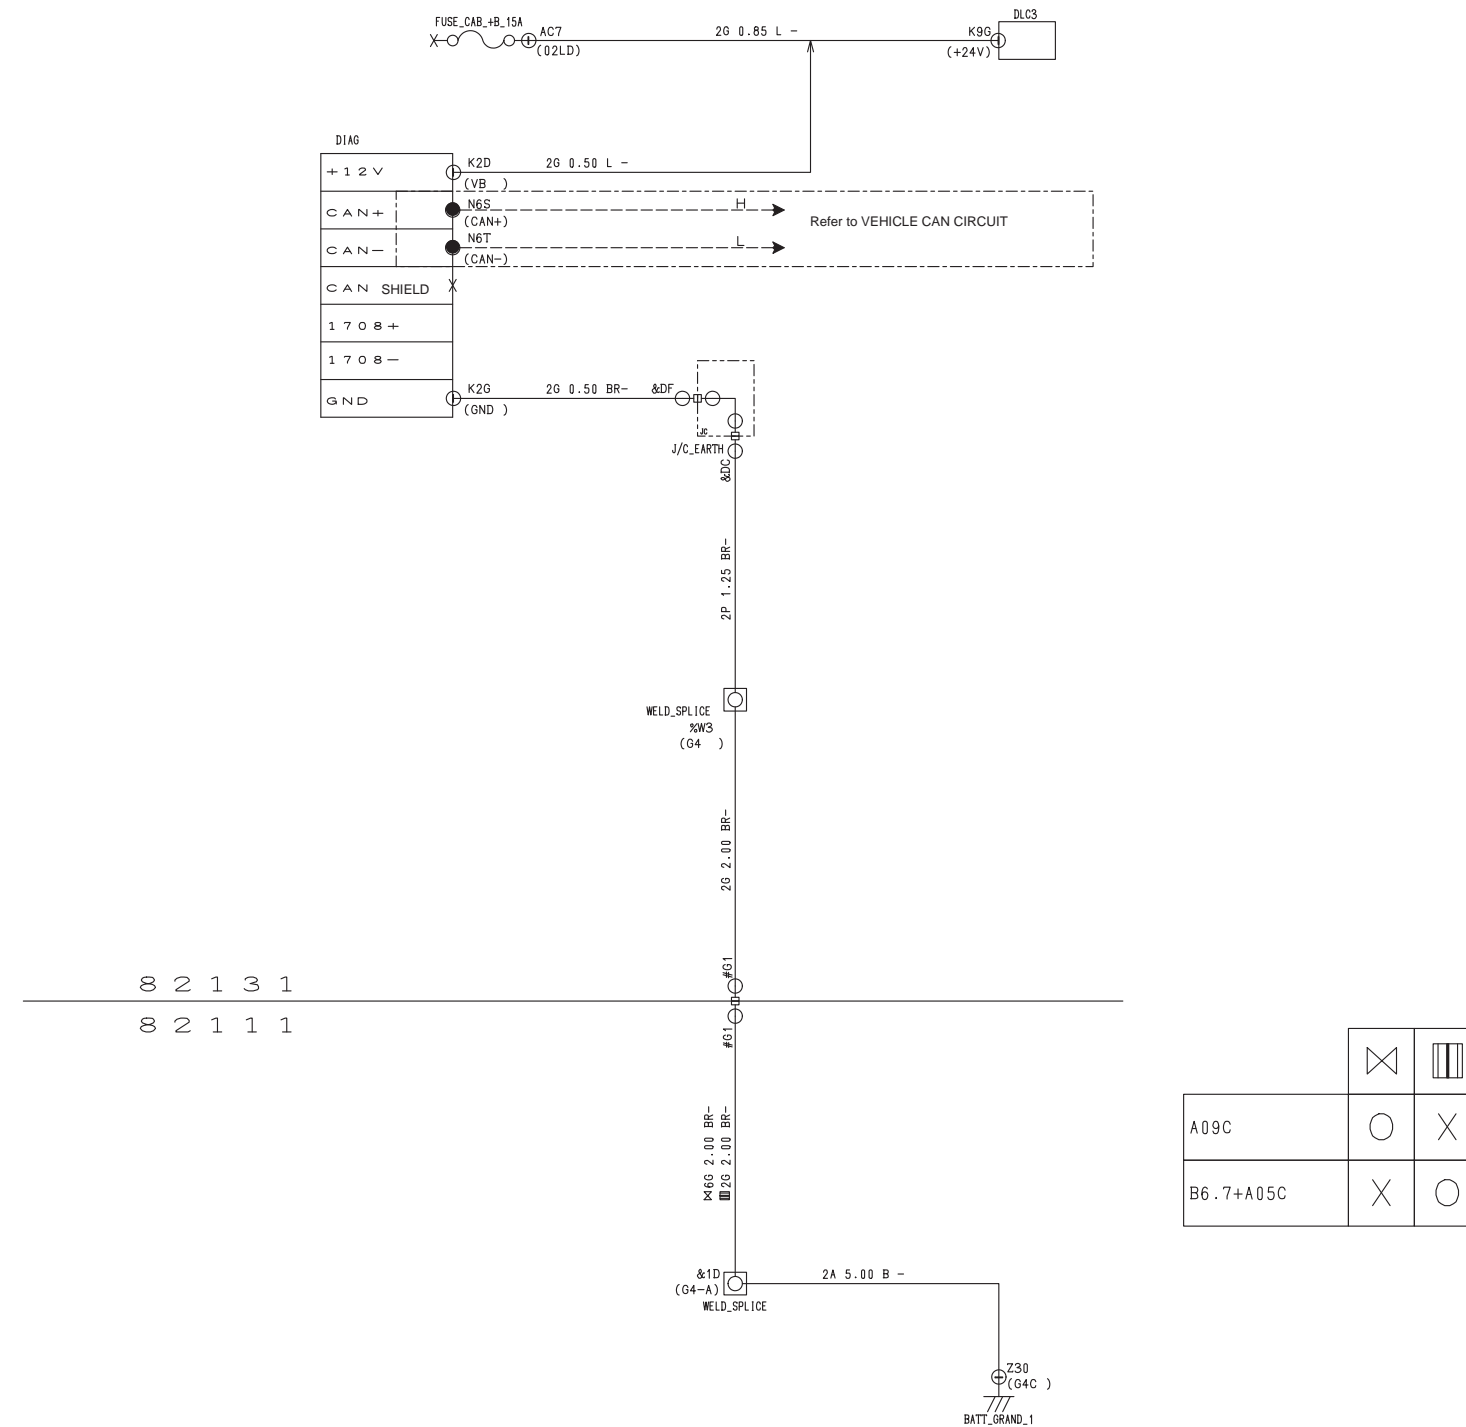 FUSE_CAB_+B_15A
AC7
(02LD)
2G 0.85 L -
K9G
(+24V)
DLC3
DIAG
+12V
K2D
(VB )
2G 0.50 L -
CAN+
N6S
(CAN+)
H
CAN-
N6T
(CAN-)
L
Refer to VEHICLE CAN CIRCUIT
CAN SHIELD
1708+
1708-
GND
K2G
(GND )
2G 0.50 BR-
&DF
JC
J/C_EARTH
&DC
2P 1.25 BR-
WELD_SPLICE
%W3
(G4 )
2G 2.00 BR-
#G1
82131
82111
#G1
6G 2.00 BR-
2G 2.00 BR-
A09C
O X
B6.7+A05C
X O
&1D
(G4-A)
WELD_SPLICE
2A 5.00 B -
Z30
(G4C )
BATT_GRAND_1